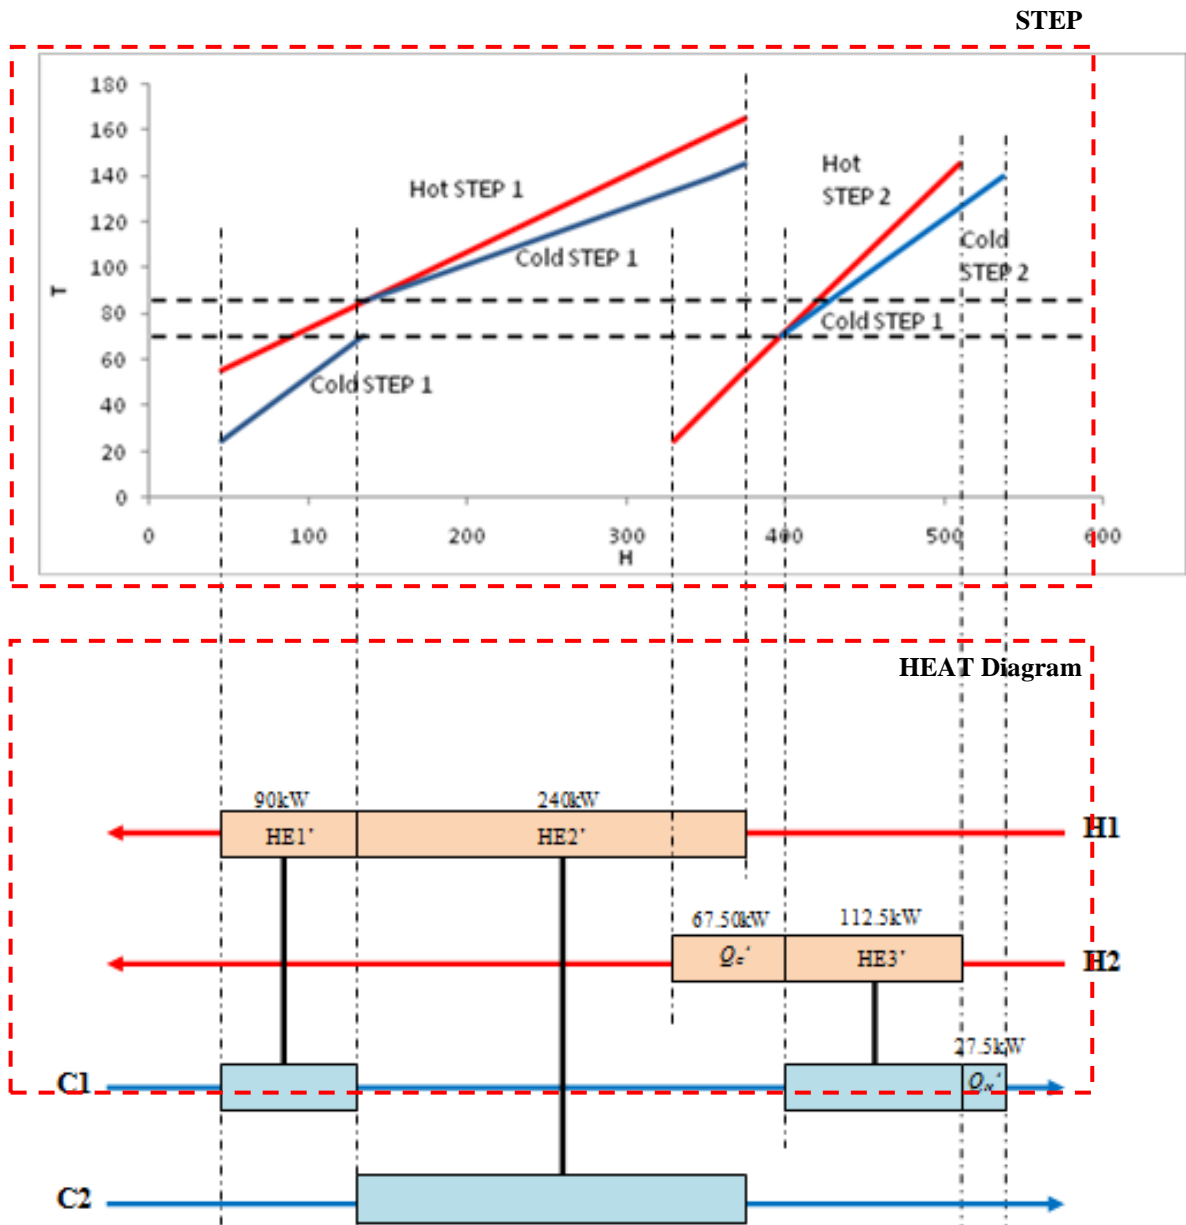 STEP
180
160
140
120
100
80
60
40
20
0
T
Hot STEP 1
Cold STEP 1
Cold STEP 1
Hot
STEP 2
Cold
STEP 2
Cold STEP 1
0 100 200 300 400 500 600
H
HEAT Diagram
90kW 240kW
HE1' HE2' H1
67.50kW 112.5kW
HE3' H2
27.5kW
C1
C2